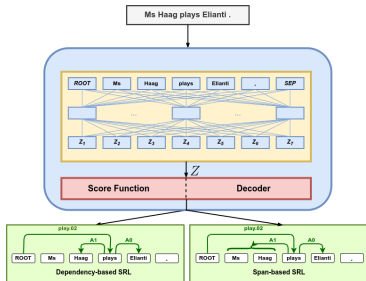 Ms Haag plays Elianti .
ROOT Ms Haag plays Elianti . SEP
... ...
Z1 Z2 Z3 Z4 Z5 Z6 Z7
Z
Score Function Decoder
play.02 play.02
A1 A0 A1 A0
ROOT Ms Haag plays Elianti . ROOT Ms Haag plays Elianti .
Dependency-based SRL Span-based SRL